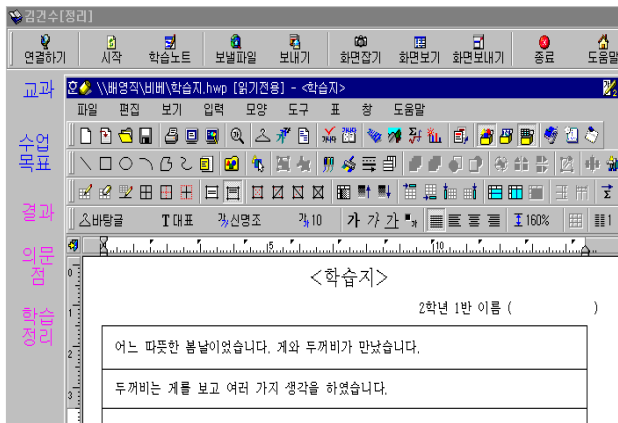 김건수[정리]
연결하기 시작 학습노트 보낼파일 보내기 화면잡기 화면보기 화면보내기 종료 도움말
교과
수업
목표
결과
의문
점
학습
정리
\\배영직\비베\학습지.hwp [읽기전용] - <학습지>
파일 편집 보기 입력 모양 도구 표 창 도움말
바탕글 T 대표 신명조 10 가 가 가 160% 1
5 10
<학습지>
2학년 1반 이름 ( )
어느 따뜻한 봄날이었습니다. 게와 두꺼비가 만났습니다.
두꺼비는 게를 보고 여러 가지 생각을 하였습니다.
0
1
2
3